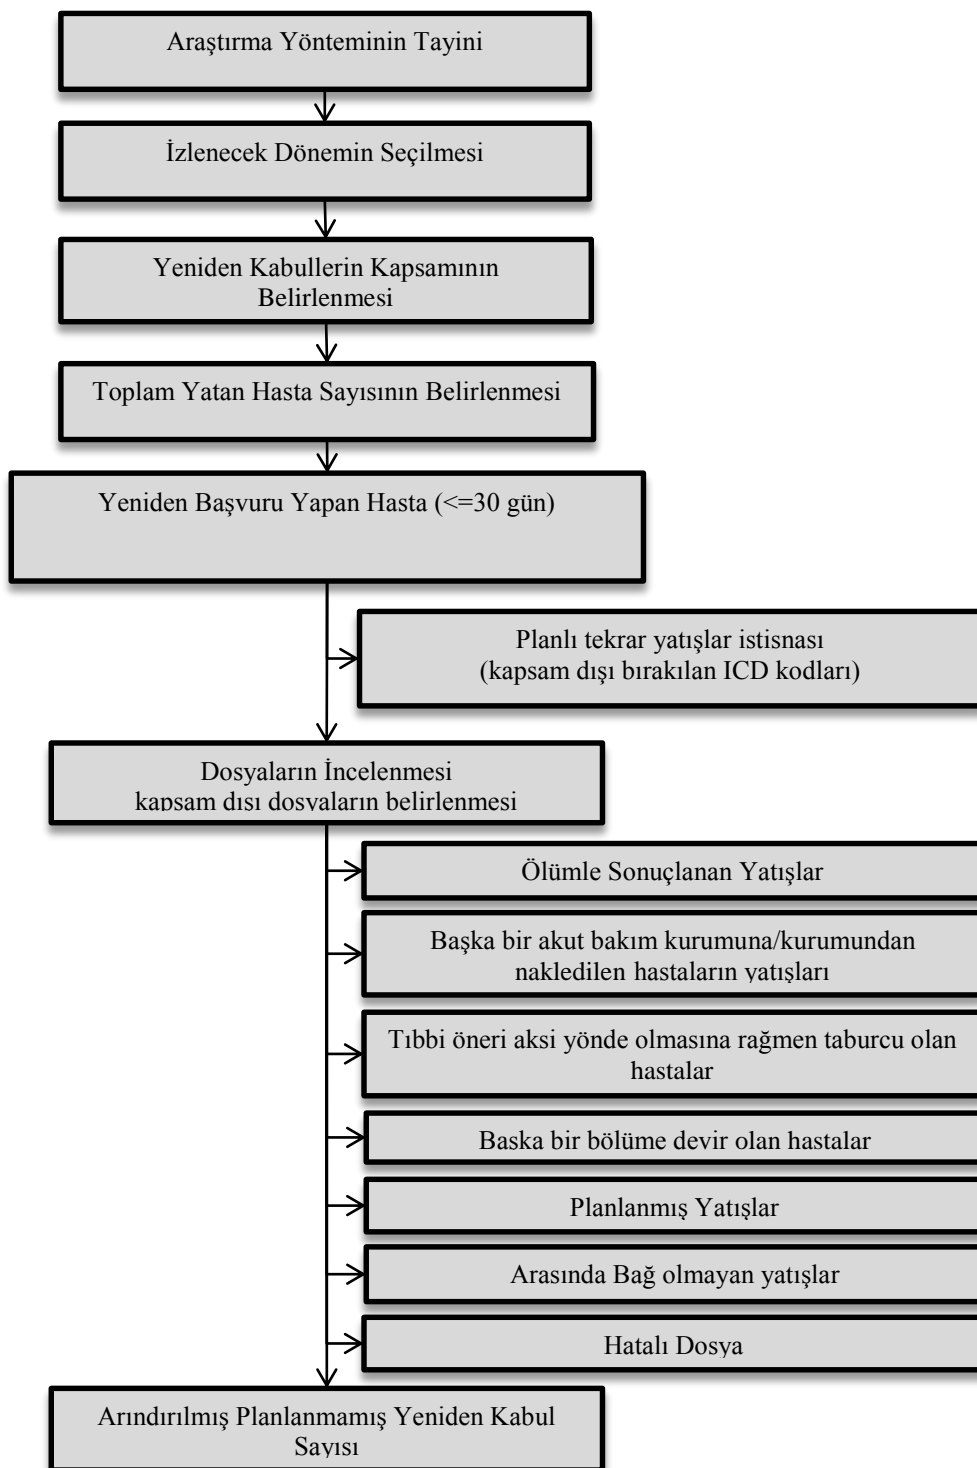 Araştırma Yönteminin Tayini
İzlenecek Dönemin Seçilmesi
Yeniden Kabullerin Kapsamının
Belirlenmesi
Toplam Yatan Hasta Sayısının Belirlenmesi
Yeniden Başvuru Yapan Hasta (<=30 gün)
Planlı tekrar yatışlar istisnası
(kapsam dışı bırakılan ICD kodları)
Dosyaların İncelenmesi
kapsam dışı dosyaların belirlenmesi
Ölümle Sonuçlanan Yatışlar
Başka bir akut bakım kurumuna/kurumundan
nakledilen hastaların yatışları
Tıbbi öneri aksi yönde olmasına rağmen taburcu olan
hastalar
Baska bir bölüme devir olan hastalar
Planlanmış Yatışlar
Arasında Bağ olmayan yatışlar
Hatalı Dosya
Arındırılmış Planlanmamış Yeniden Kabul
Sayısı